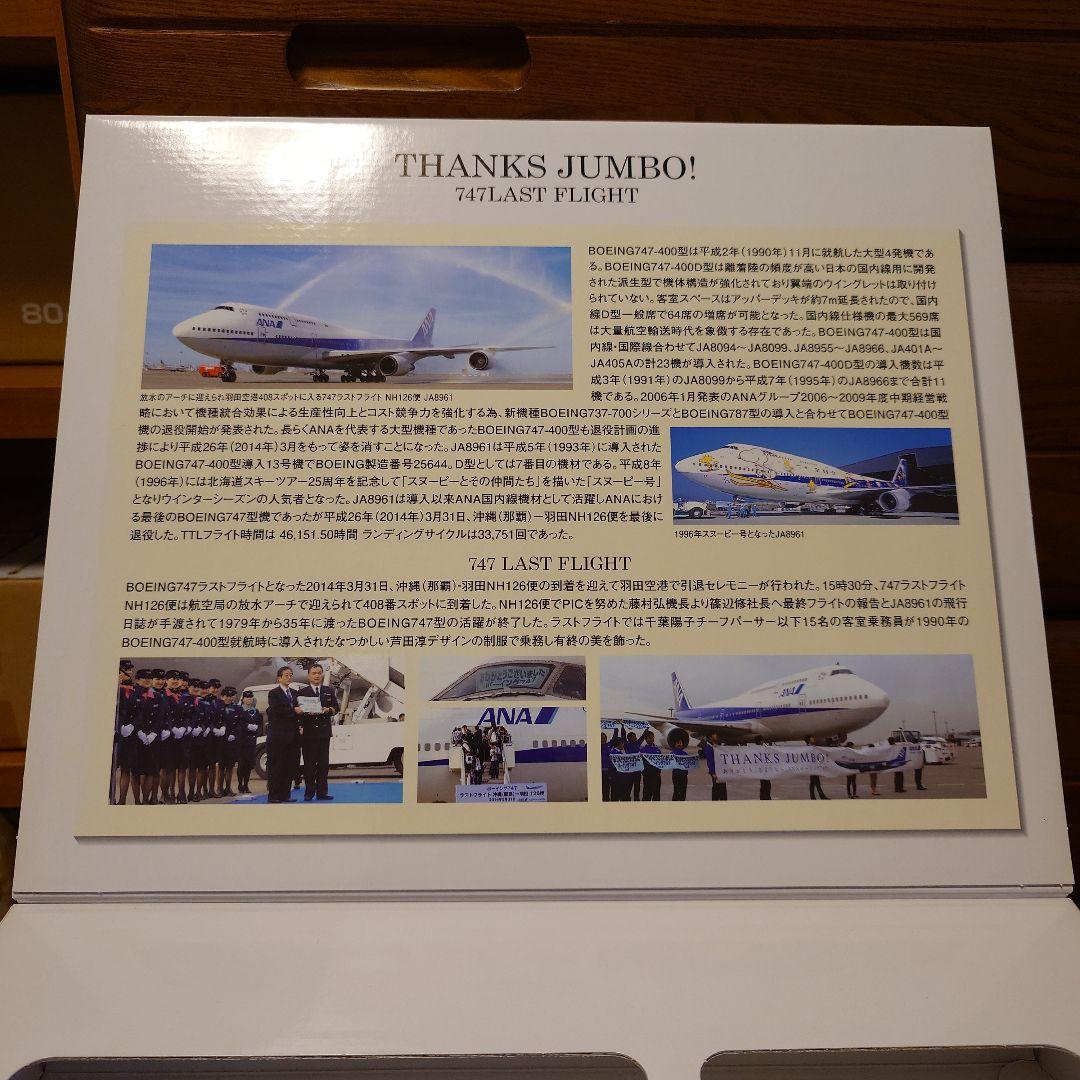 THANKS JUMBO!
747LAST FLIGHT
BOEING747-400型は平成2年(1990年)11月に就航した大型4発機であ
る。BOEING747-400D型は離着陸の頻度が高い日本の国内線用に開発
された派生型で機体構造が強化されており翼端のウイングレットは取り付け
られていない。客室スペースはアッパーデッキが約7m延長されたので、国内
線D型一般席で64席の増席が可能となった。国内線仕様機の最大569席
は大量航空輸送時代を象徴する存在であった。BOEING747-400型は国
内線・国際線合わせてJA8094～JA8099、JA8955～JA8966、JA401A～
JA405Aの計23機が導入された。BOEING747-400D型の導入機数は平
成3年(1991年)のJA8099から平成7年(1995年)のJA8966まで合計11
機である。2006年1月発表のANAグループ2006～2009年度中期経営戦
放水のアーチに迎えられ羽田空港408スポットに入る747ラストフライト NH126便 JA8961
略において機種統合効果による生産性向上とコスト競争力を強化する為、新機種BOEING737-700シリーズとBOEING787型の導入と合わせてBOEING747-400型
機の退役開始が発表された。長らくANAを代表する大型機種であったBOEING747-400型も退役計画の進
捗により平成26年(2014年)3月をもって姿を消すことになった。JA8961は平成5年(1993年)に導入された
BOEING747-400型導入13号機でBOEING製造番号25644。D型としては7番目の機材である。平成8年
(1996年)には北海道スキーツアー25周年を記念して「スヌーピーとその仲間たち」を描いた「スヌーピー号」
となりウインターシーズンの人気者となった。JA8961は導入以来ANA国内線機材として活躍しANAにおけ
る最後のBOEING747型機であったが平成26年(2014年)3月31日、沖縄(那覇)ー羽田NH126便を最後に
退役した。TTLフライト時間は 46,151.50時間 ランディングサイクルは33,751回であった。
1996年スヌーピー号となったJA8961
747 LAST FLIGHT
BOEING747ラストフライトとなった2014年3月31日、沖縄(那覇)-羽田NH126便の到着を迎えて羽田空港で引退セレモニーが行われた。15時30分、747ラストフライト
NH126便は航空局の放水アーチで迎えられて408番スポットに到着した。NH126便でPICを努めた藤村弘機長より篠辺修社長へ最終フライトの報告とJA8961の飛行
日誌が手渡されて1979年から35年に渡ったBOEING747型の活躍が終了した。ラストフライトでは千葉陽子チーフパーサー以下15名の客室乗務員が1990年の
BOEING747-400型就航時に導入されたなつかしい芦田淳デザインの制服で乗務し有終の美を飾った。
ANA
ありがとうございました
ボーイング747
ANA
ボーイング747
ラストフライト 沖縄(那覇)ー羽田 126便
ANA
THANKS JUMBO!
80